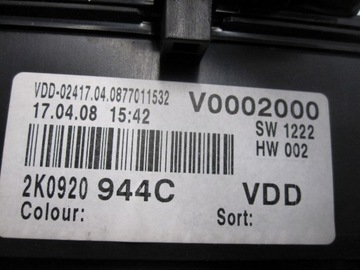 VDD-02417.04.0877011532
V0002000
17.04.08 15:42
SW 1222
HW 002
2K0920 944C VDD
Colour: Sort: